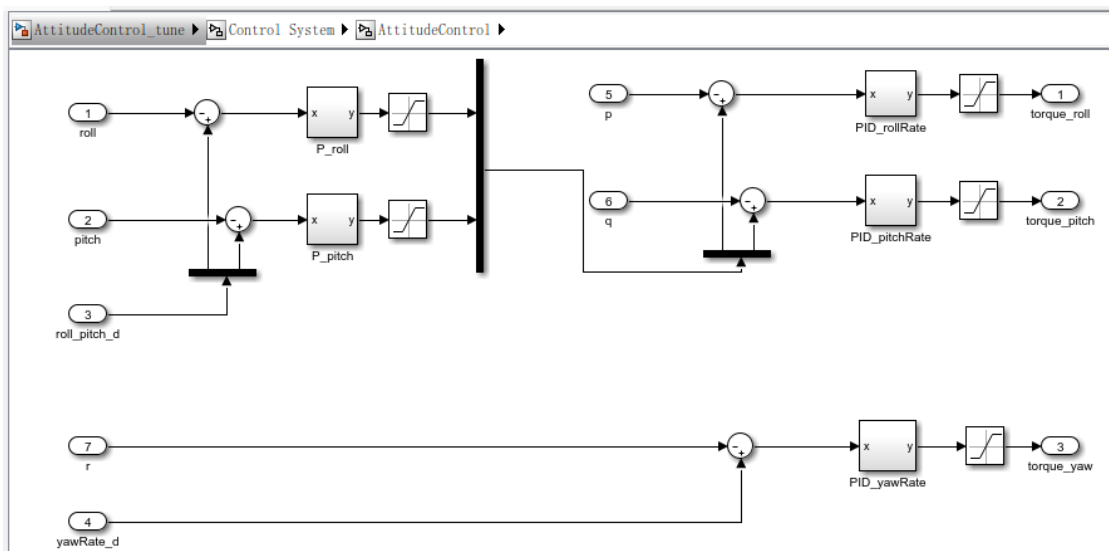 AttitudeControl_tune Control System AttitudeControl
1
roll
- +
x y
P_roll
5
p
- +
x y
PID_rollRate
1
torque_roll
2
pitch
- +
x y
P_pitch
6
q
- +
x y
PID_pitchRate
2
torque_pitch
3
roll_pitch_d
7
r
- +
x y
PID_yawRate
3
torque_yaw
4
yawRate_d